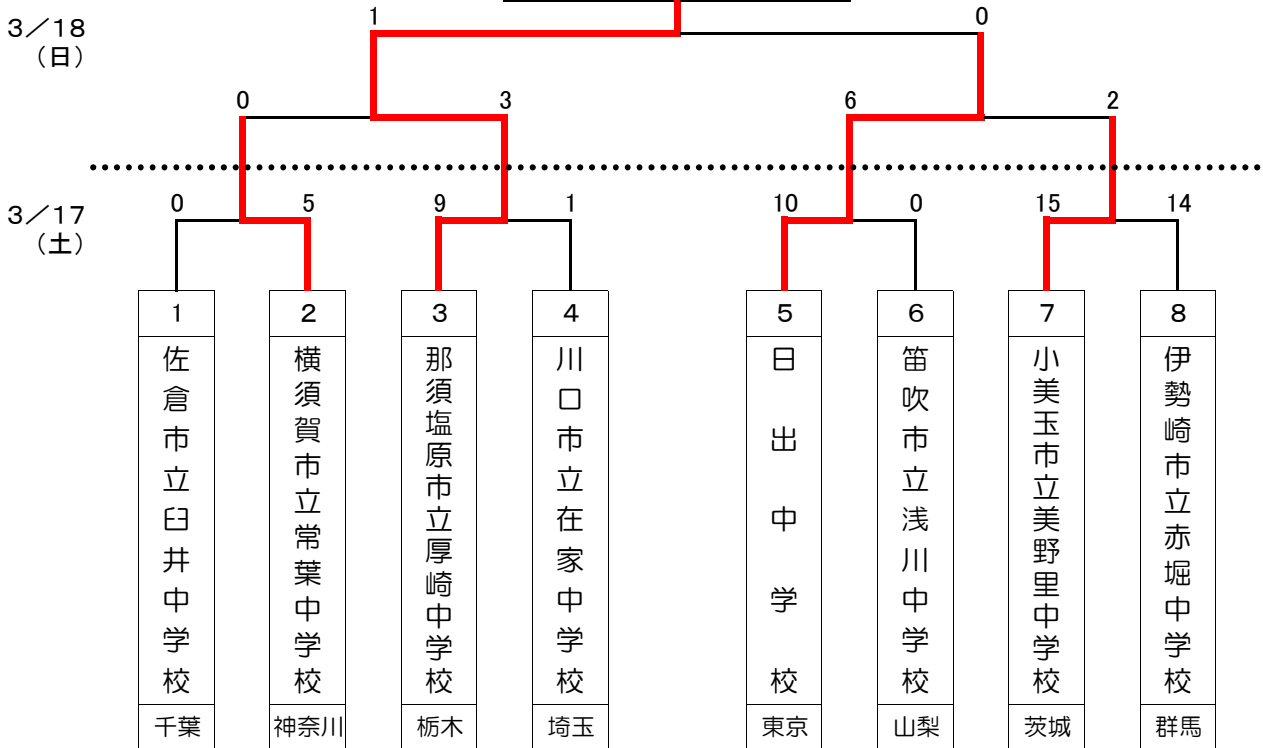 3/18
(日)
1
0
0
3
6
2
3/17
(土)
0
5
9
1
10
0
15
14
1
2
3
4
5
6
7
8
佐倉市立臼井中学校
横須賀市立常葉中学校
那須塩原市立厚崎中学校
川口市立在家中学校
日出中学校
笛吹市立浅川中学校
小美玉市立美野里中学校
伊勢崎市立赤堀中学校
千葉
神奈川
栃木
埼玉
東京
山梨
茨城
群馬